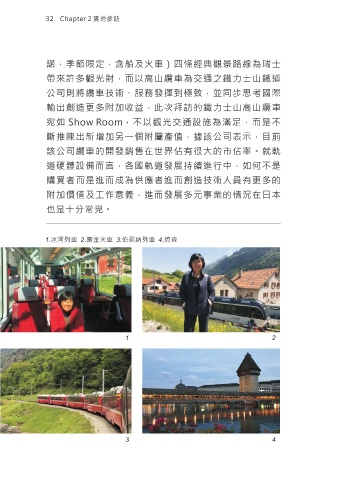 32 Chapter 2 實地參訪
諾，季節限定，含船及火車）四條經典觀景路線為瑞士
帶來許多觀光財，而以高山纜車為交通之鐵力士山鐵道
公司則將纜車技術、服務發揮到極致，並同步思考國際
輸出創造更多附加收益，此次拜訪的鐵力士山高山纜車
宛如 Show Room，不以觀光交通設施為滿足，而是不
斷推陳出新增加另一個附屬產值，據該公司表示，目前
該公司纜車的開發銷售在世界佔有很大的市佔率。就軌
道硬體設備而言，各國軌道發展持續進行中，如何不是
購買者而是進而成為供應者進而創造技術人員有更多的
附加價值及工作意義，進而發展多元事業的情況在日本
也是十分常見。
1.冰河列車 2.黃金火車 3.伯尼納列車 4.琉森
1
2
3
4